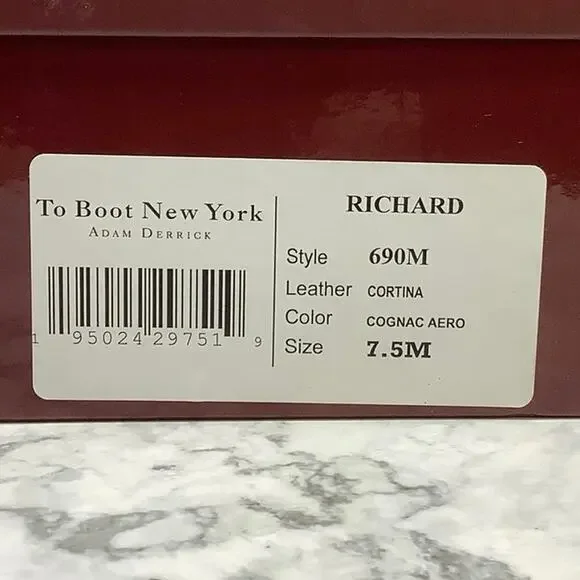 To Boot New York
ADAM DERRICK
1 95024 29751 9
RICHARD
Style 690M
Leather CORTINA
Color COGNAC AERO
Size 7.5M